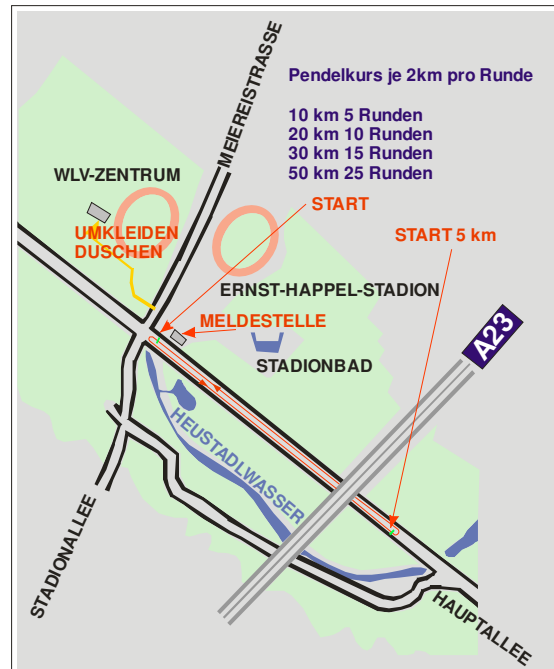 Pendelkurs je 2km pro Runde
10 km 5 Runden
20 km 10 Runden
30 km 15 Runden
50 km 25 Runden
MEIEREISTRASSE
WLV-ZENTRUM
START
UMKLEIDEN
DUSCHEN
START 5 km
ERNST-HAPPEL-STADION
MELDESTELLE
A23
STADIONBAD
HEUSTADLWASSER
STADIONALLEE
HAUPTALLEE